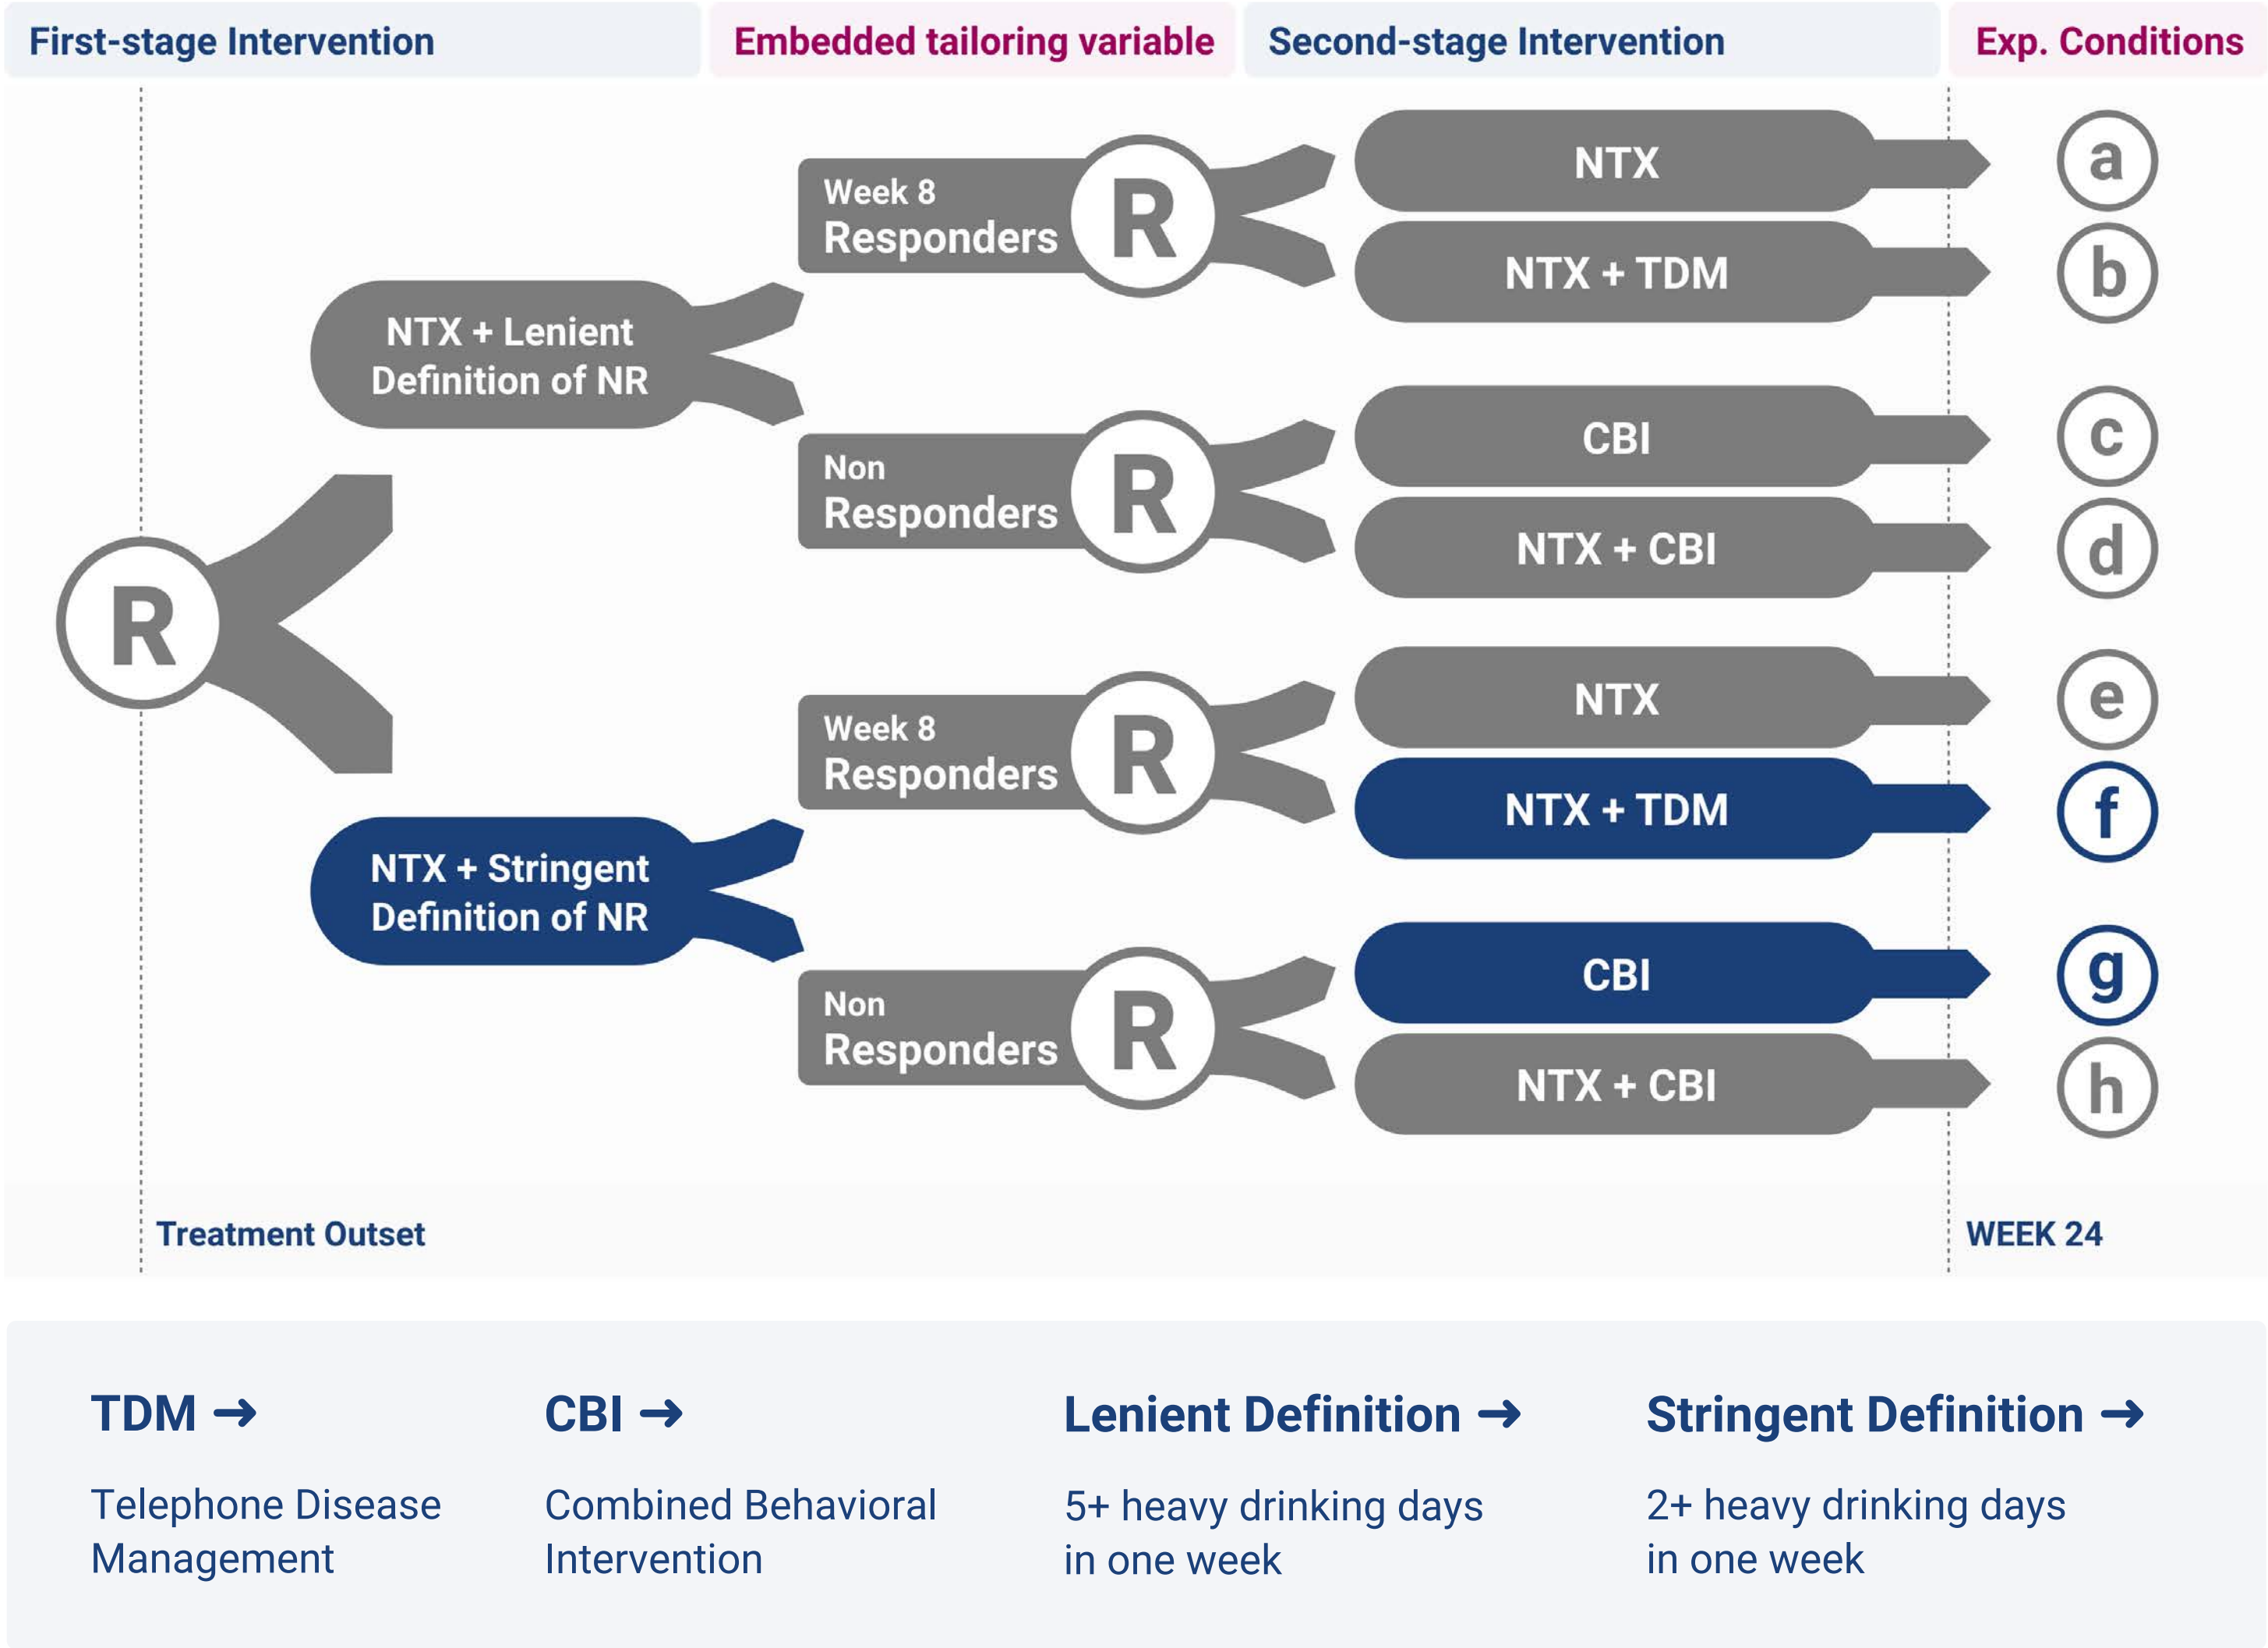 First-stage Intervention
Embedded tailoring variable
Second-stage Intervention
Exp. Conditions
R
NTX + Lenient
Definition of NR
Week 8
Responders
R
NTX
a
NTX + TDM
b
Non
Responders
R
CBI
c
NTX + CBI
d
NTX + Stringent
Definition of NR
Week 8
Responders
R
NTX
e
NTX + TDM
f
Non
Responders
R
CBI
g
NTX + CBI
h
Treatment Outset
WEEK 24
TDM →
Telephone Disease
Management
CBI →
Combined Behavioral
Intervention
Lenient Definition →
5+ heavy drinking days
in one week
Stringent Definition →
2+ heavy drinking days
in one week